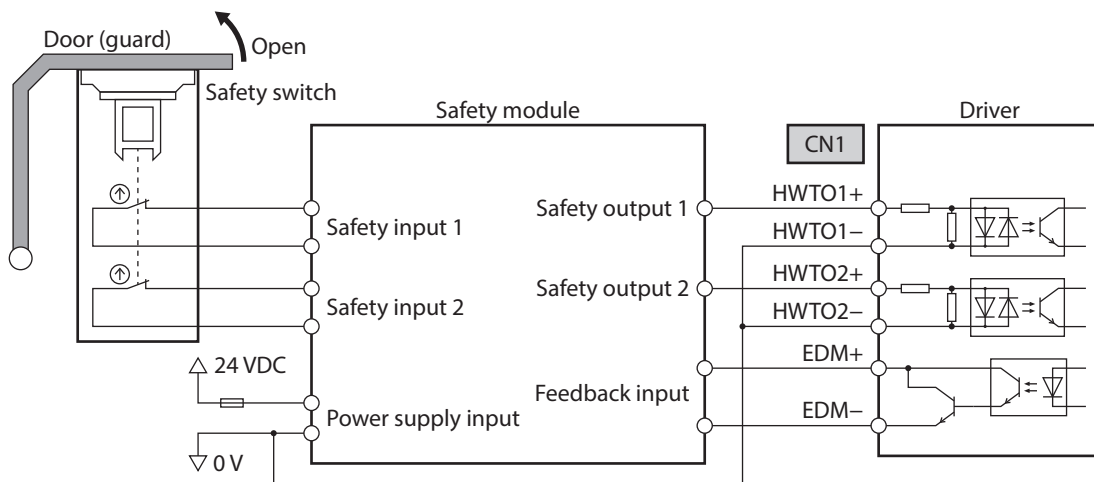 Door (guard)
Open
Safety switch
Safety module
Driver
CN1
Safety input 1
Safety output 1
HWTO1+
HWTO1−
Safety input 2
Safety output 2
HWTO2+
HWTO2−
24 VDC
Power supply input
Feedback input
EDM+
EDM−
0 V